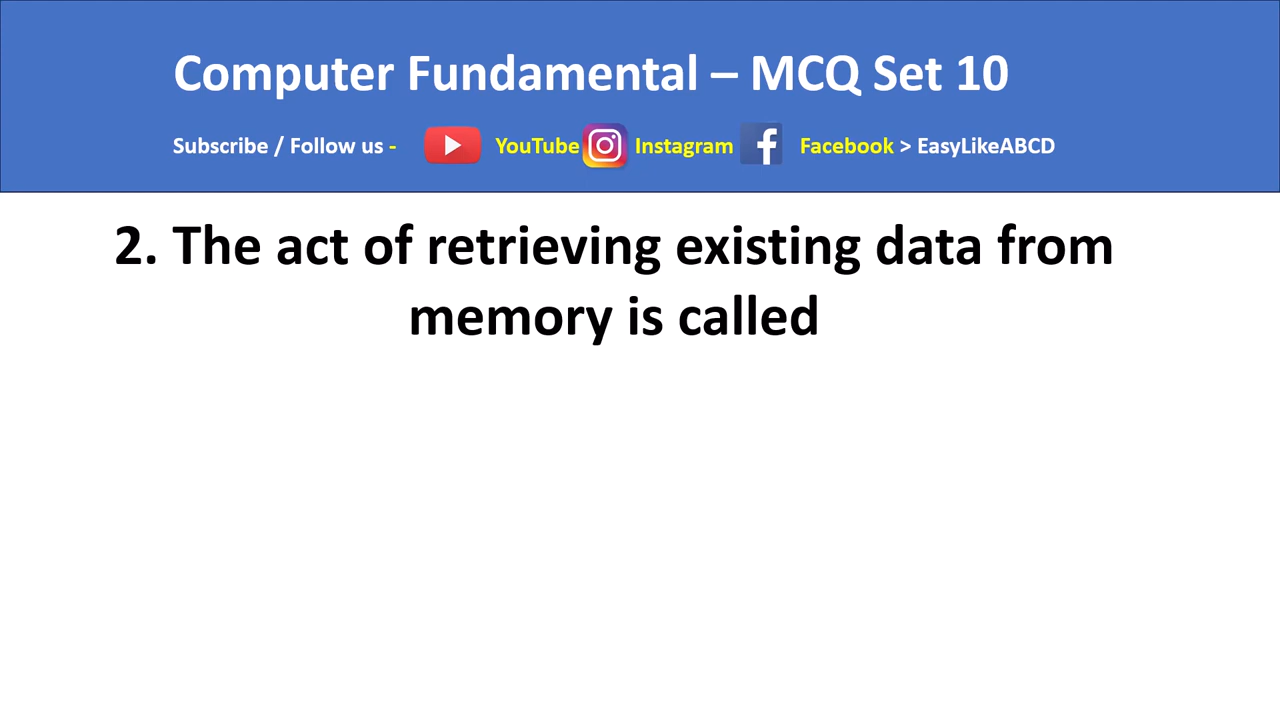 Computer Fundamental – MCQ Set 10
Subscribe / Follow us - YouTube Instagram Facebook > EasyLikeABCD
2. The act of retrieving existing data from
memory is called